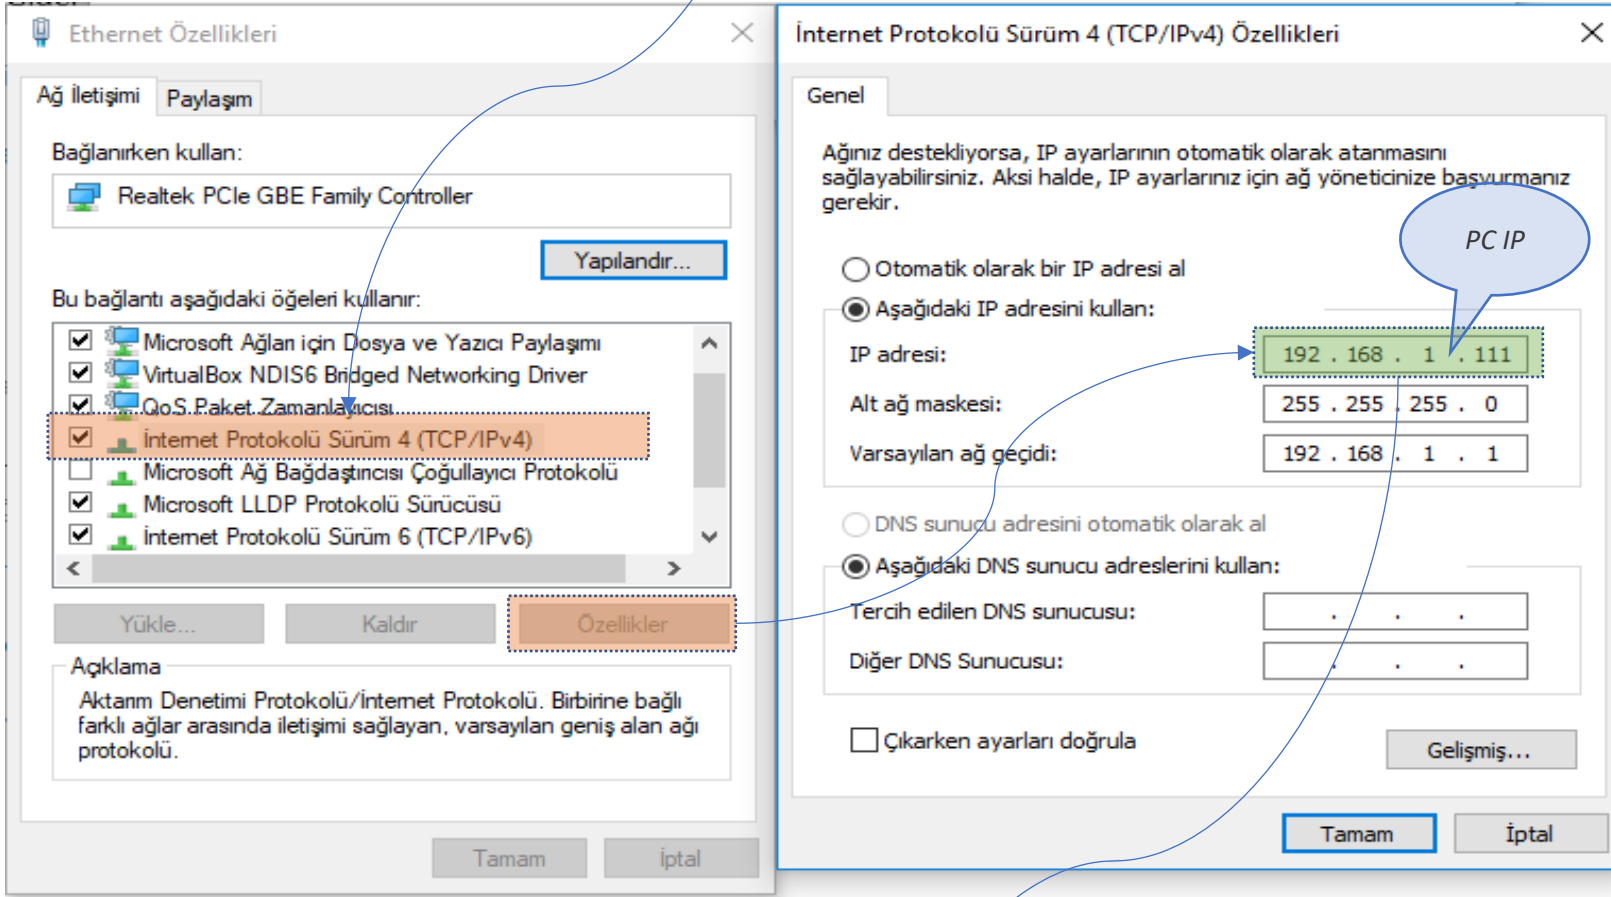 Ethernet Özellikleri
Ağ İletişimi
Paylaşım
Bağlanırken kullan:
Realtek PCIe GBE Family Controller
Yapılandır...
Bu bağlantı aşağıdaki öğeleri kullanır:
Microsoft Ağları için Dosya ve Yazıcı Paylaşımı
VirtualBox NDIS6 Bridged Networking Driver
QoS Paket Zamanlayıcısı
İnternet Protokolü Sürüm 4 (TCP/IPv4)
Microsoft Ağ Bağdaştırıcısı Çoğullayıcı Protokolü
Microsoft LLDP Protokolü Sürücüsü
İnternet Protokolü Sürüm 6 (TCP/IPv6)
Yükle...
Kaldır
Özellikler
Açıklama
Aktarım Denetimi Protokolü/İnternet Protokolü. Birbirine bağlı
farklı ağlar arasında iletişimi sağlayan, varsayılan geniş alan ağı
protokolü.
Tamam
İptal
İnternet Protokolü Sürüm 4 (TCP/IPv4) Özellikleri
Genel
Ağınız destekliyorsa, IP ayarlarının otomatik olarak atanmasını
sağlayabilirsiniz. Aksi halde, IP ayarlarınız için ağ yöneticinize başvurmanız
gerekir.
PC IP
Otomatik olarak bir IP adresi al
Aşağıdaki IP adresini kullan:
IP adresi: 192 . 168 . 1 . 111
Alt ağ maskesi: 255 . 255 . 255 . 0
Varsayılan ağ geçidi: 192 . 168 . 1 . 1
DNS sunucu adresini otomatik olarak al
Aşağıdaki DNS sunucu adreslerini kullan:
Tercih edilen DNS sunucusu: . . .
Diğer DNS Sunucusu: . . .
Çıkarken ayarları doğrula
Gelişmiş...
Tamam
İptal